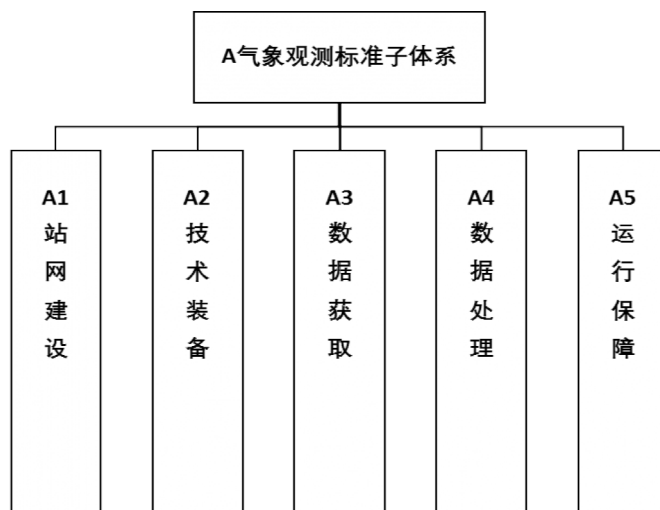 A气象观测标准子体系
A1
站网建设
A2
技术装备
A3
数据获取
A4
数据处理
A5
运行保障